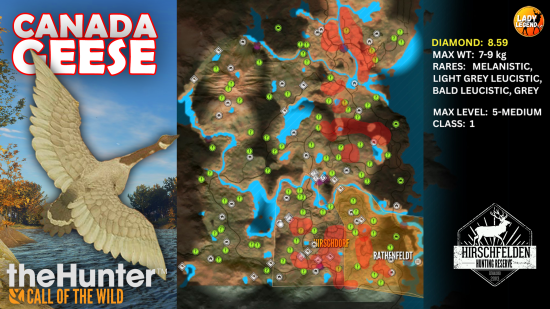 CANADA
GEESE
LADY
LEGEND
DIAMOND: 8.59
MAX WT: 7-9 kg
RARES: MELANISTIC,
LIGHT GREY LEUCISTIC,
BALD LEUCISTIC, GREY
MAX LEVEL: 5-MEDIUM
CLASS: 1
HIRSCHDORF
RATHENFELDT
theHunter™
CALL OF THE WILD
HIRSCHFELDEN
HUNTING RESERVE